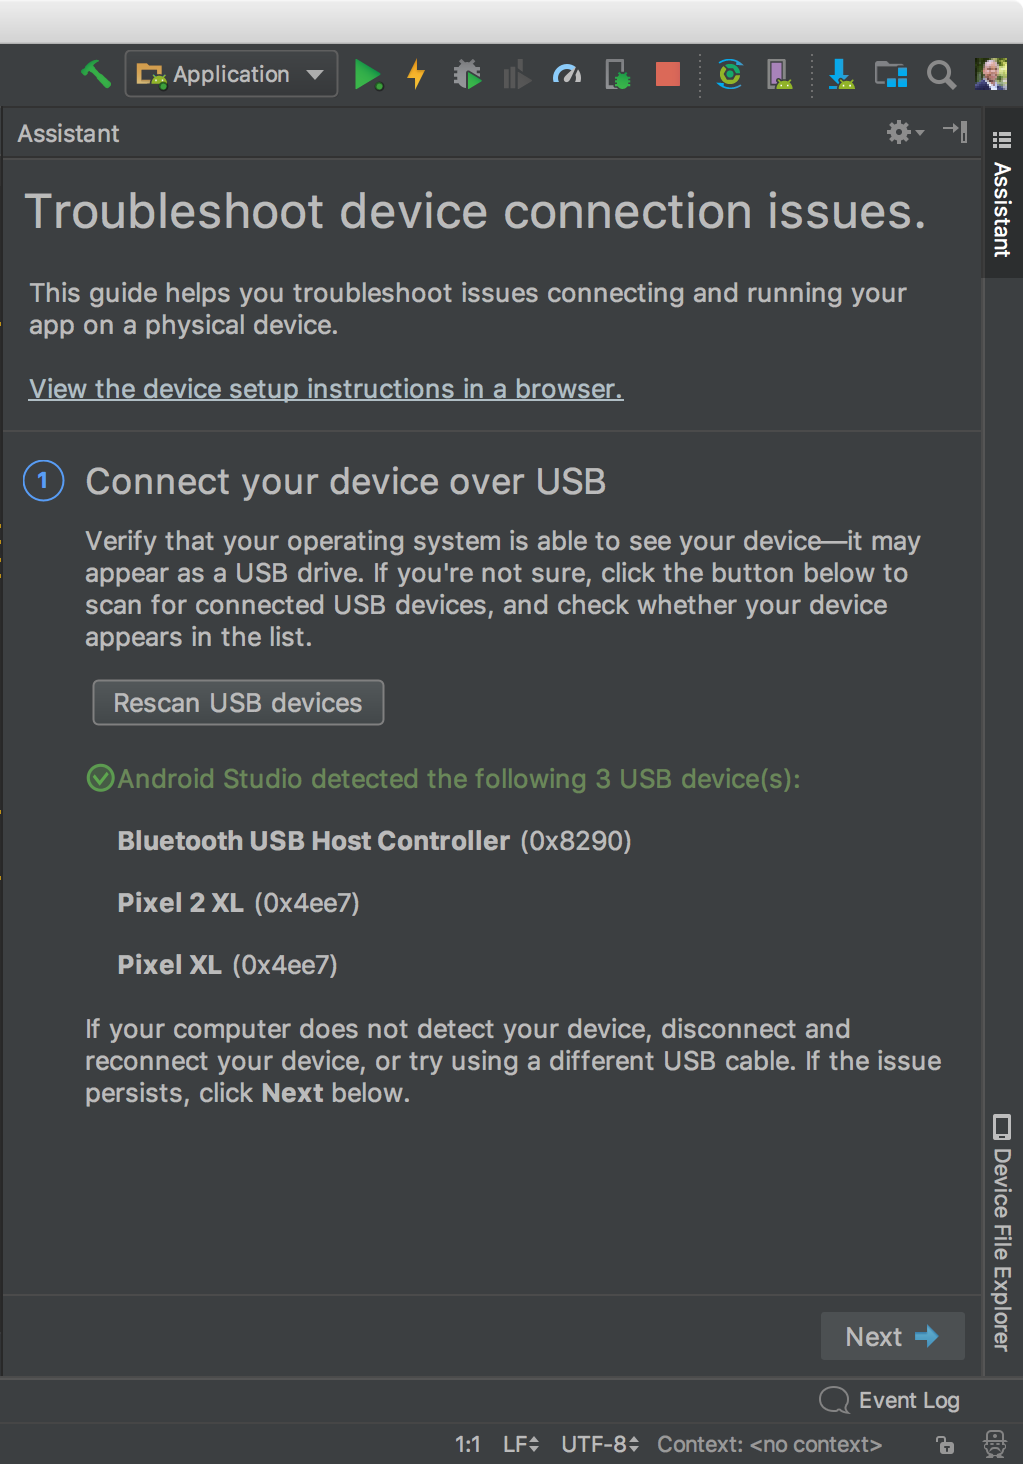 Application
Assistant
Assistant
Troubleshoot device connection issues.
This guide helps you troubleshoot issues connecting and running your
app on a physical device.
View the device setup instructions in a browser.
1
Connect your device over USB
Verify that your operating system is able to see your device—it may
appear as a USB drive. If you're not sure, click the button below to
scan for connected USB devices, and check whether your device
appears in the list.
Rescan USB devices
Android Studio detected the following 3 USB device(s):
Bluetooth USB Host Controller (0x8290)
Pixel 2 XL (0x4ee7)
Pixel XL (0x4ee7)
If your computer does not detect your device, disconnect and
reconnect your device, or try using a different USB cable. If the issue
persists, click Next below.
Device File Explorer
Next
Event Log
1:1 LF UTF-8 Context: <no context>